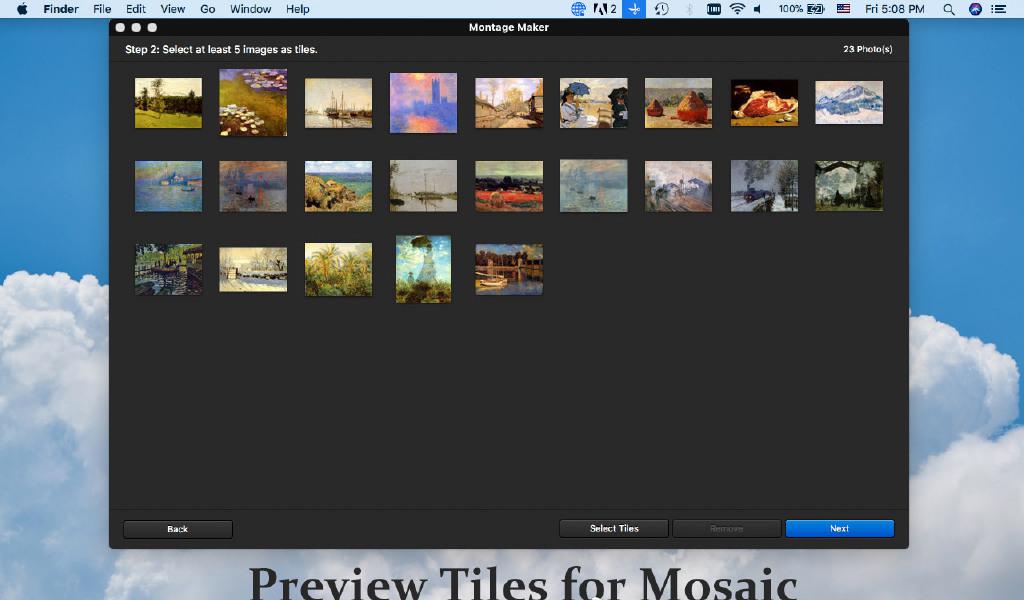 Finder File Edit View Go Window Help 2 100% Fri 5:08 PM
Montage Maker
Step 2: Select at least 5 images as tiles. 23 Photo(s)
Back Select Tiles Remove Next
Preview Tiles for Mosaic